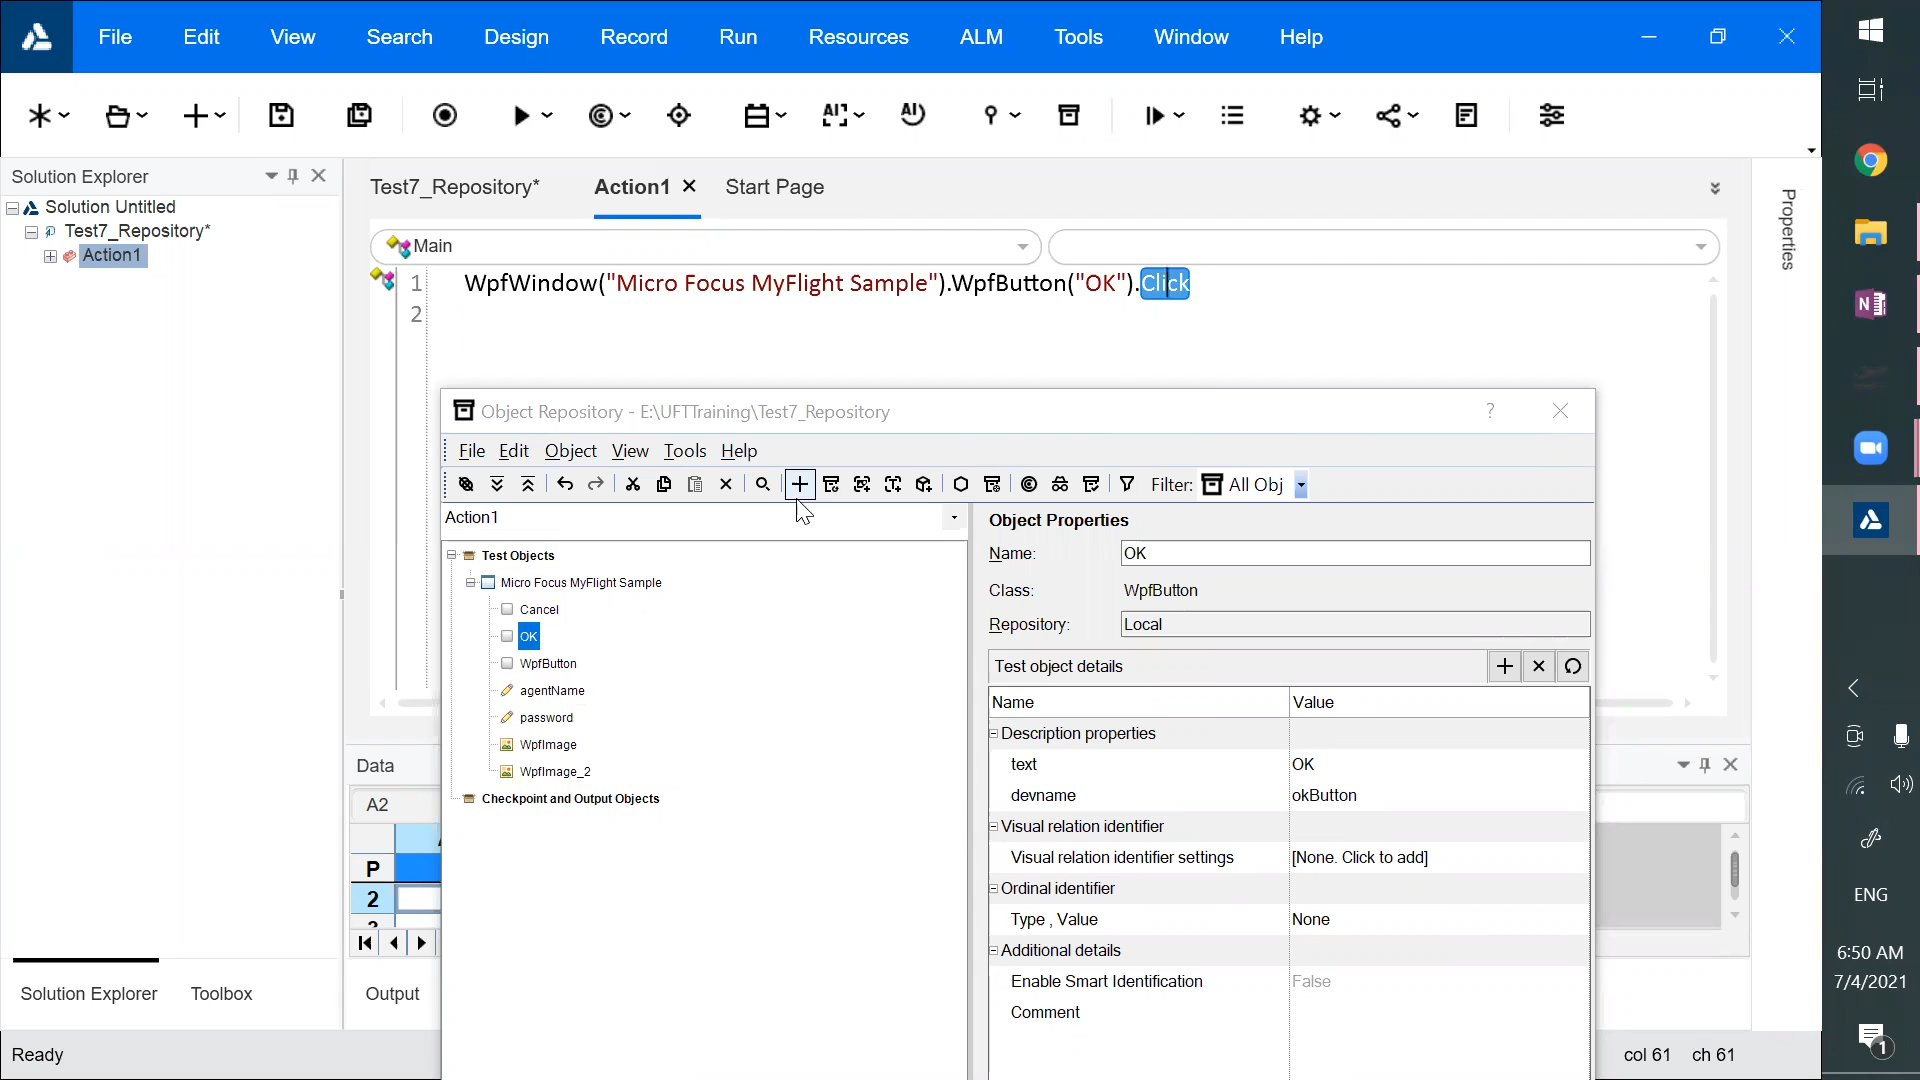 File Edit View Search Design Record Run Resources ALM Tools Window Help
Solution Explorer
Solution Untitled
Test7_Repository*
Action1
Test7_Repository* Action1 Start Page
Main
1 WpfWindow("Micro Focus MyFlight Sample").WpfButton("OK").Click
2
Properties
Object Repository - E:\UFTTraining\Test7_Repository
File Edit Object View Tools Help
Filter: All Obj
Action1
Test Objects
Micro Focus MyFlight Sample
Cancel
OK
WpfButton
agentName
password
WpfImage
WpfImage_2
Checkpoint and Output Objects
Object Properties
Name: OK
Class: WpfButton
Repository: Local
Test object details
Name Value
Description properties
text OK
devname okButton
Visual relation identifier
Visual relation identifier settings [None. Click to add]
Ordinal identifier
Type , Value None
Additional details
Enable Smart Identification False
Comment
Data
A2
P
2
Solution Explorer Toolbox
Output
Ready
col 61 ch 61
ENG
6:50 AM
7/4/2021
1